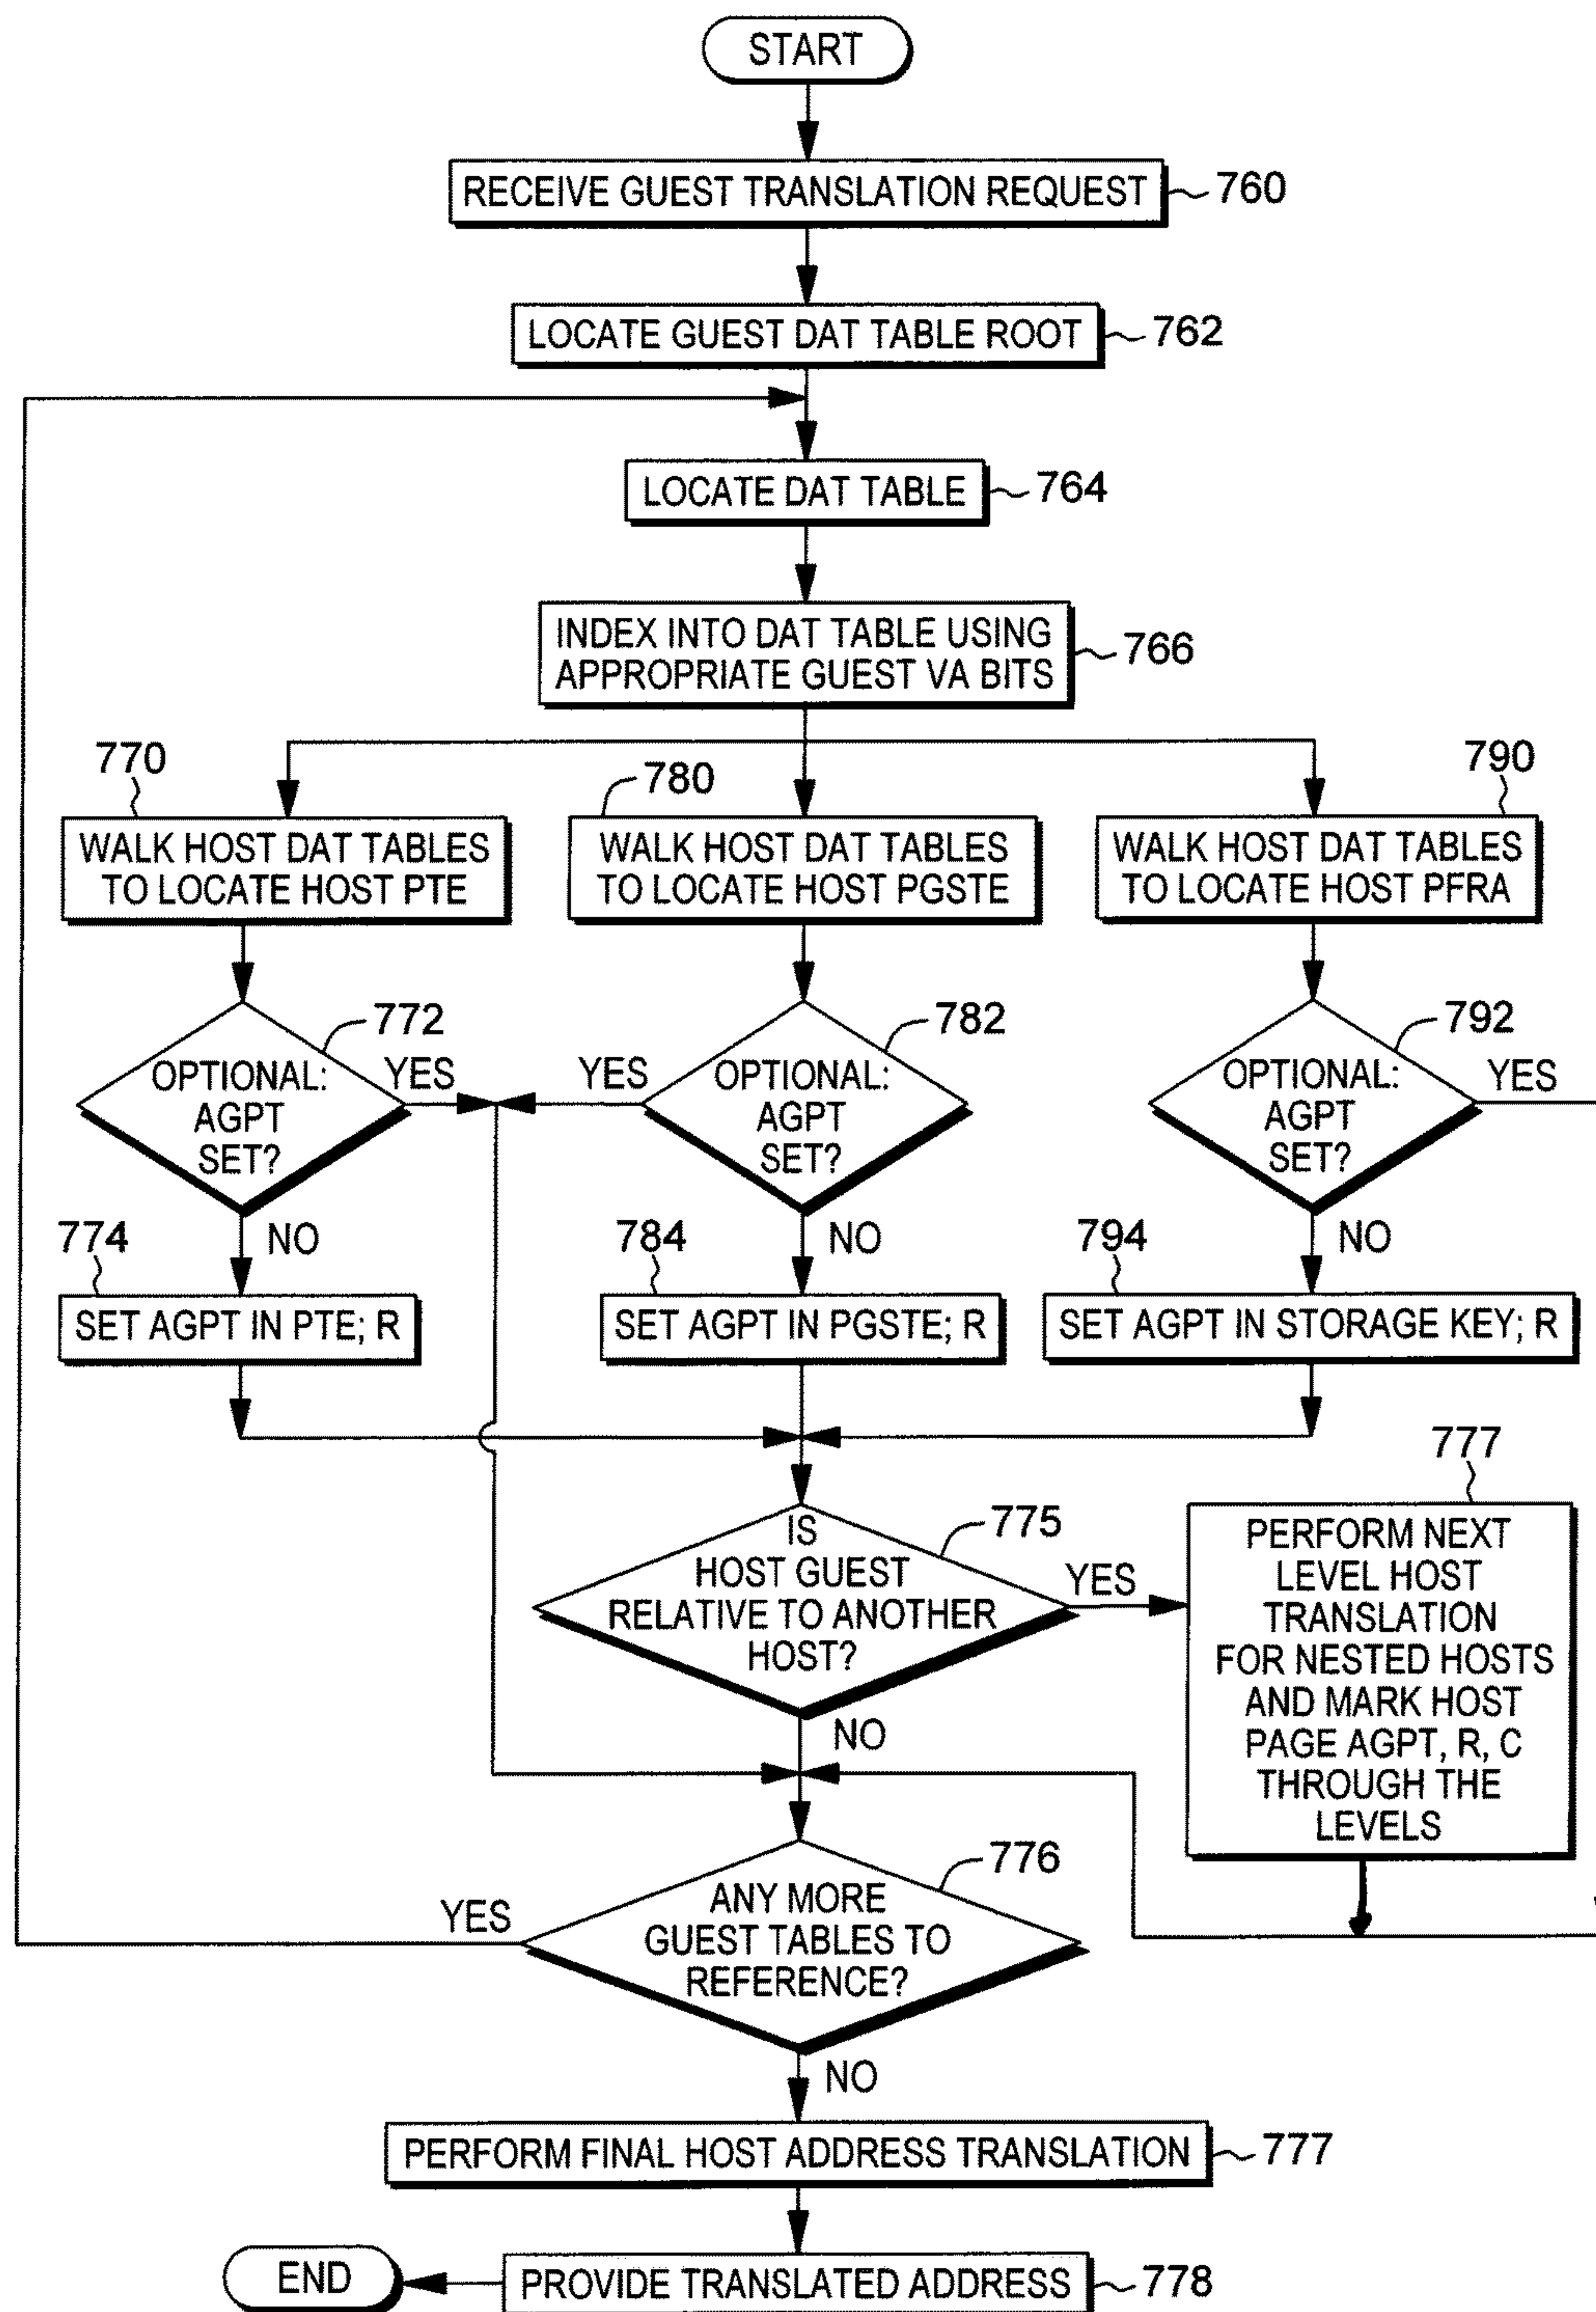 START
RECEIVE GUEST TRANSLATION REQUEST
760
LOCATE GUEST DAT TABLE ROOT
762
LOCATE DAT TABLE
764
INDEX INTO DAT TABLE USING
APPROPRIATE GUEST VA BITS
766
770
780
790
WALK HOST DAT TABLES
TO LOCATE HOST PTE
WALK HOST DAT TABLES
TO LOCATE HOST PGSTE
WALK HOST DAT TABLES
TO LOCATE HOST PFRA
772
OPTIONAL:
AGPT
SET?
YES
782
OPTIONAL:
AGPT
SET?
YES
792
OPTIONAL:
AGPT
SET?
YES
NO
NO
NO
774
SET AGPT IN PTE; R
784
SET AGPT IN PGSTE; R
794
SET AGPT IN STORAGE KEY; R
775
IS
HOST GUEST
RELATIVE TO ANOTHER
HOST?
YES
NO
777
PERFORM NEXT
LEVEL HOST
TRANSLATION
FOR NESTED HOSTS
AND MARK HOST
PAGE AGPT, R, C
THROUGH THE
LEVELS
776
ANY MORE
GUEST TABLES TO
REFERENCE?
YES
NO
PERFORM FINAL HOST ADDRESS TRANSLATION
777
END
PROVIDE TRANSLATED ADDRESS
778